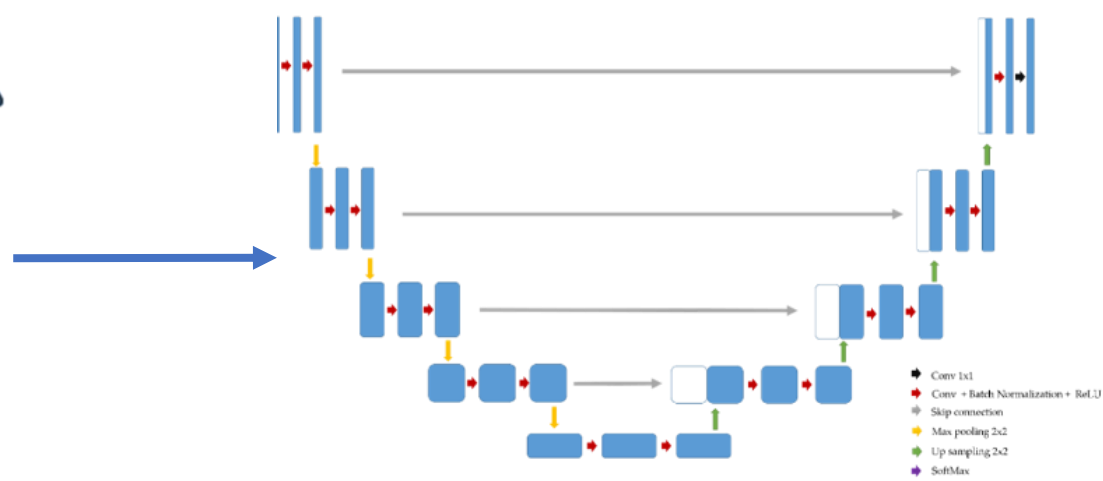 Conv 1x1
Conv + Batch Normalization + ReLU
Skip connection
Max pooling 2x2
Up sampling 2x2
SoftMax